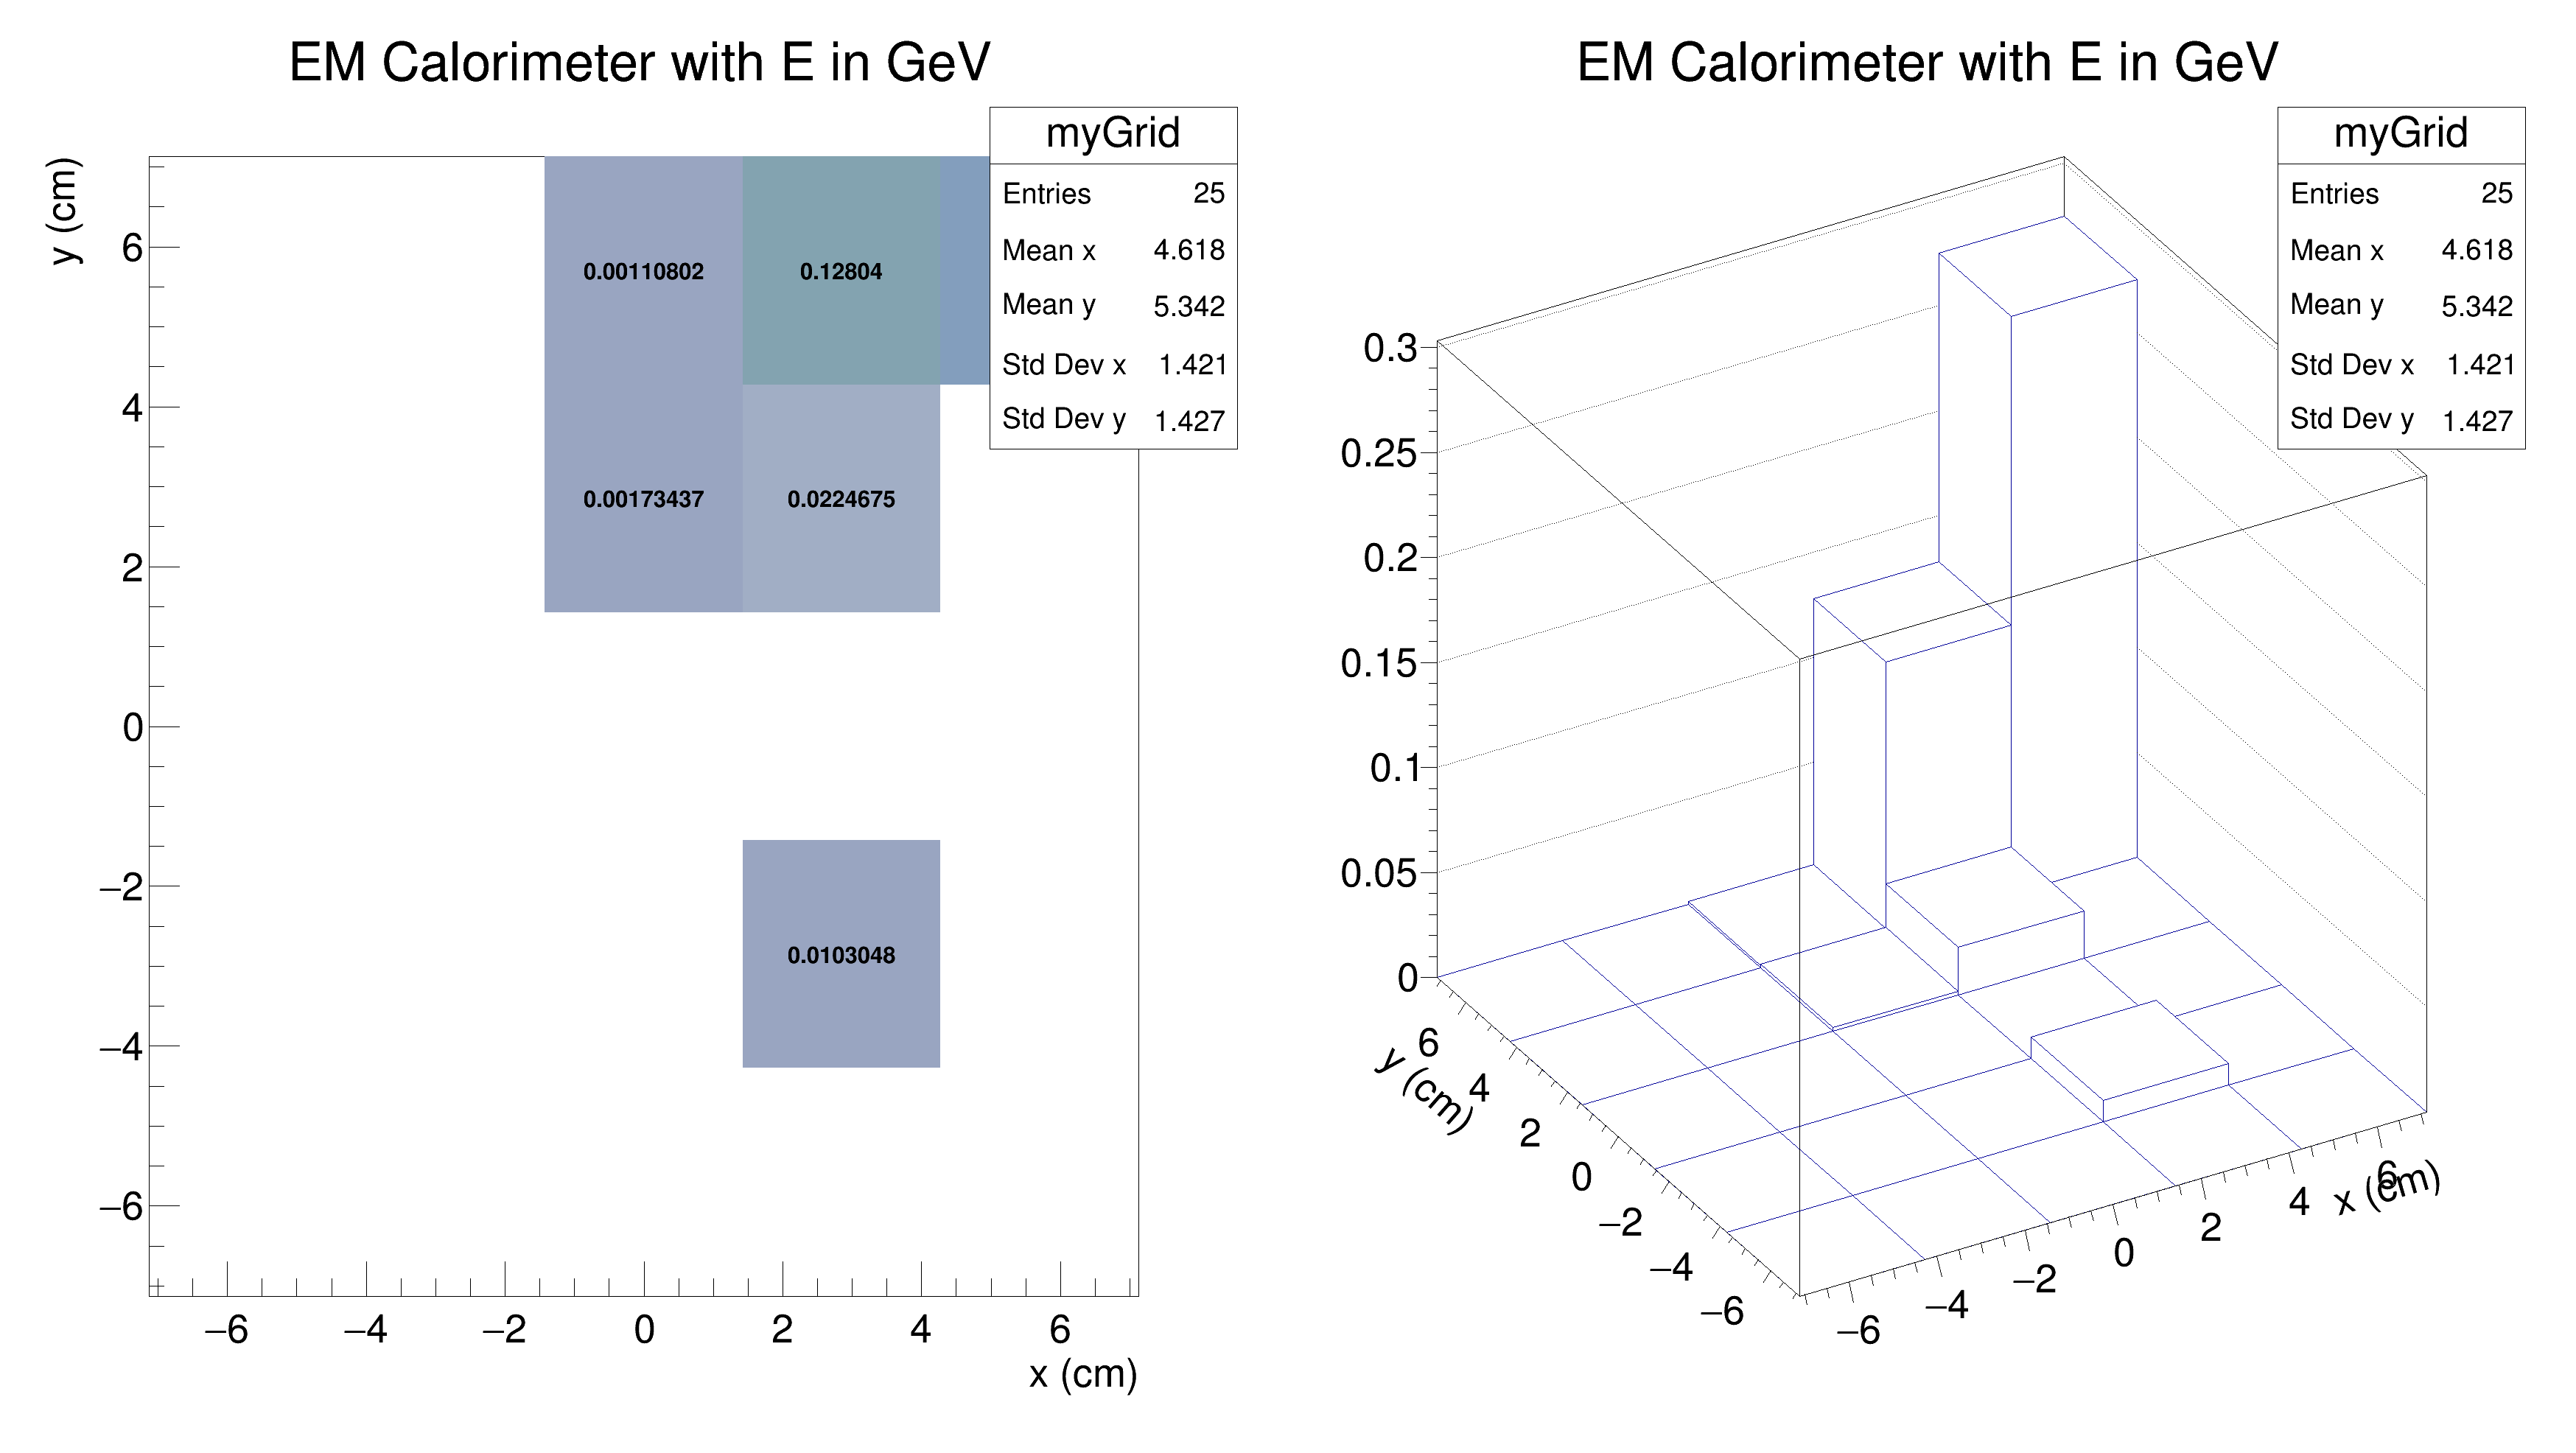 EM Calorimeter with E in GeV
myGrid
Entries 25
Mean x 4.618
Mean y 5.342
Std Dev x 1.421
Std Dev y 1.427
y (cm)
6
4
2
0
−2
−4
−6
0.00110802
0.12804
0.00173437
0.0224675
0.0103048
−6 −4 −2 0 2 4 6
x (cm)
EM Calorimeter with E in GeV
myGrid
Entries 25
Mean x 4.618
Mean y 5.342
Std Dev x 1.421
Std Dev y 1.427
0.3
0.25
0.2
0.15
0.1
0.05
0
6
4
2
0
−2
−4
−6
y (cm)
−6 −4 −2 0 2 4 6
x (cm)